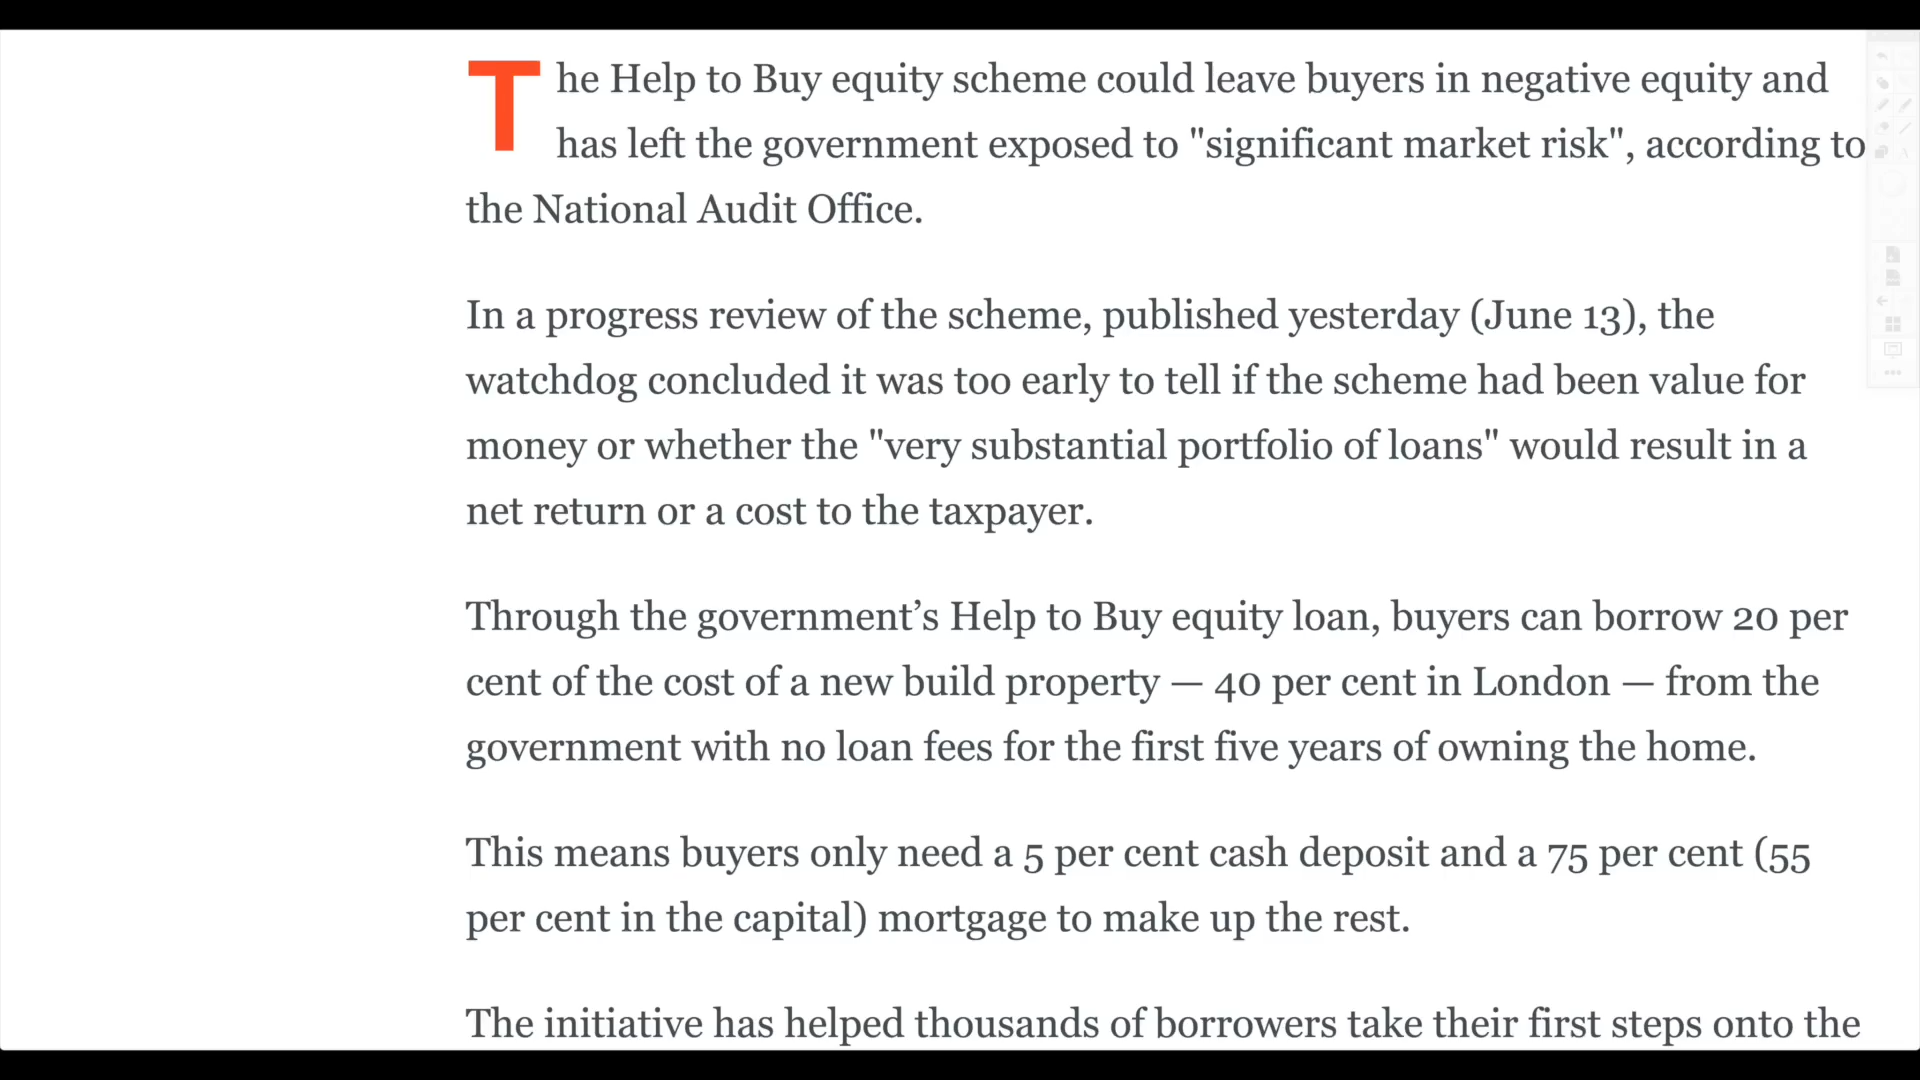 The Help to Buy equity scheme could leave buyers in negative equity and
has left the government exposed to "significant market risk", according to
the National Audit Office.
In a progress review of the scheme, published yesterday (June 13), the
watchdog concluded it was too early to tell if the scheme had been value for
money or whether the "very substantial portfolio of loans" would result in a
net return or a cost to the taxpayer.
Through the government’s Help to Buy equity loan, buyers can borrow 20 per
cent of the cost of a new build property — 40 per cent in London — from the
government with no loan fees for the first five years of owning the home.
This means buyers only need a 5 per cent cash deposit and a 75 per cent (55
per cent in the capital) mortgage to make up the rest.
The initiative has helped thousands of borrowers take their first steps onto the